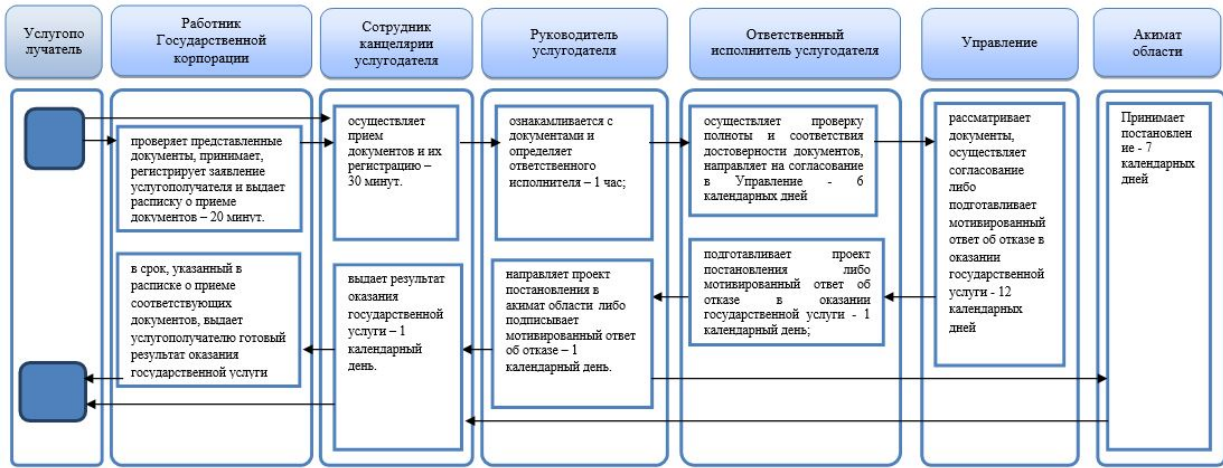 Услугопо
лучатель
Работник
Государственной
корпорации
Сотрудник
канцелярии
услугодателя
Руководитель
услугодателя
Ответственный
исполнитель услугодателя
Управление
Акимат
области
проверяет представленные
документы, принимает,
регистрирует заявление
услугополучателя и выдает
расписку о приеме
документов – 20 минут.
осуществляет
прием
документов и их
регистрацию –
30 минут.
ознакамливается с
документами и
определяет
ответственного
исполнителя – 1 час;
осуществляет проверку
полноты и соответствия
достоверности документов,
направляет на согласование
в Управление - 6
календарных дней
рассматривает
документы,
осуществляет
согласование
либо
подготавливает
мотивированный
ответ об отказе в
оказании
государственной
услуги - 12
календарных
дней
Принимает
постановлен
ие - 7
календарных
дней
в срок, указанный в
расписке о приеме
соответствующих
документов, выдает
услугополучателю готовый
результат оказания
государственной услуги
выдает результат
оказания
государственной
услуги – 1
календарный
день.
направляет проект
постановления в
акимат области либо
подписывает
мотивированный ответ
об отказе – 1
календарный день.
подготавливает проект
постановления либо
мотивированный ответ об
отказе в оказании
государственной услуги - 1
календарный день;